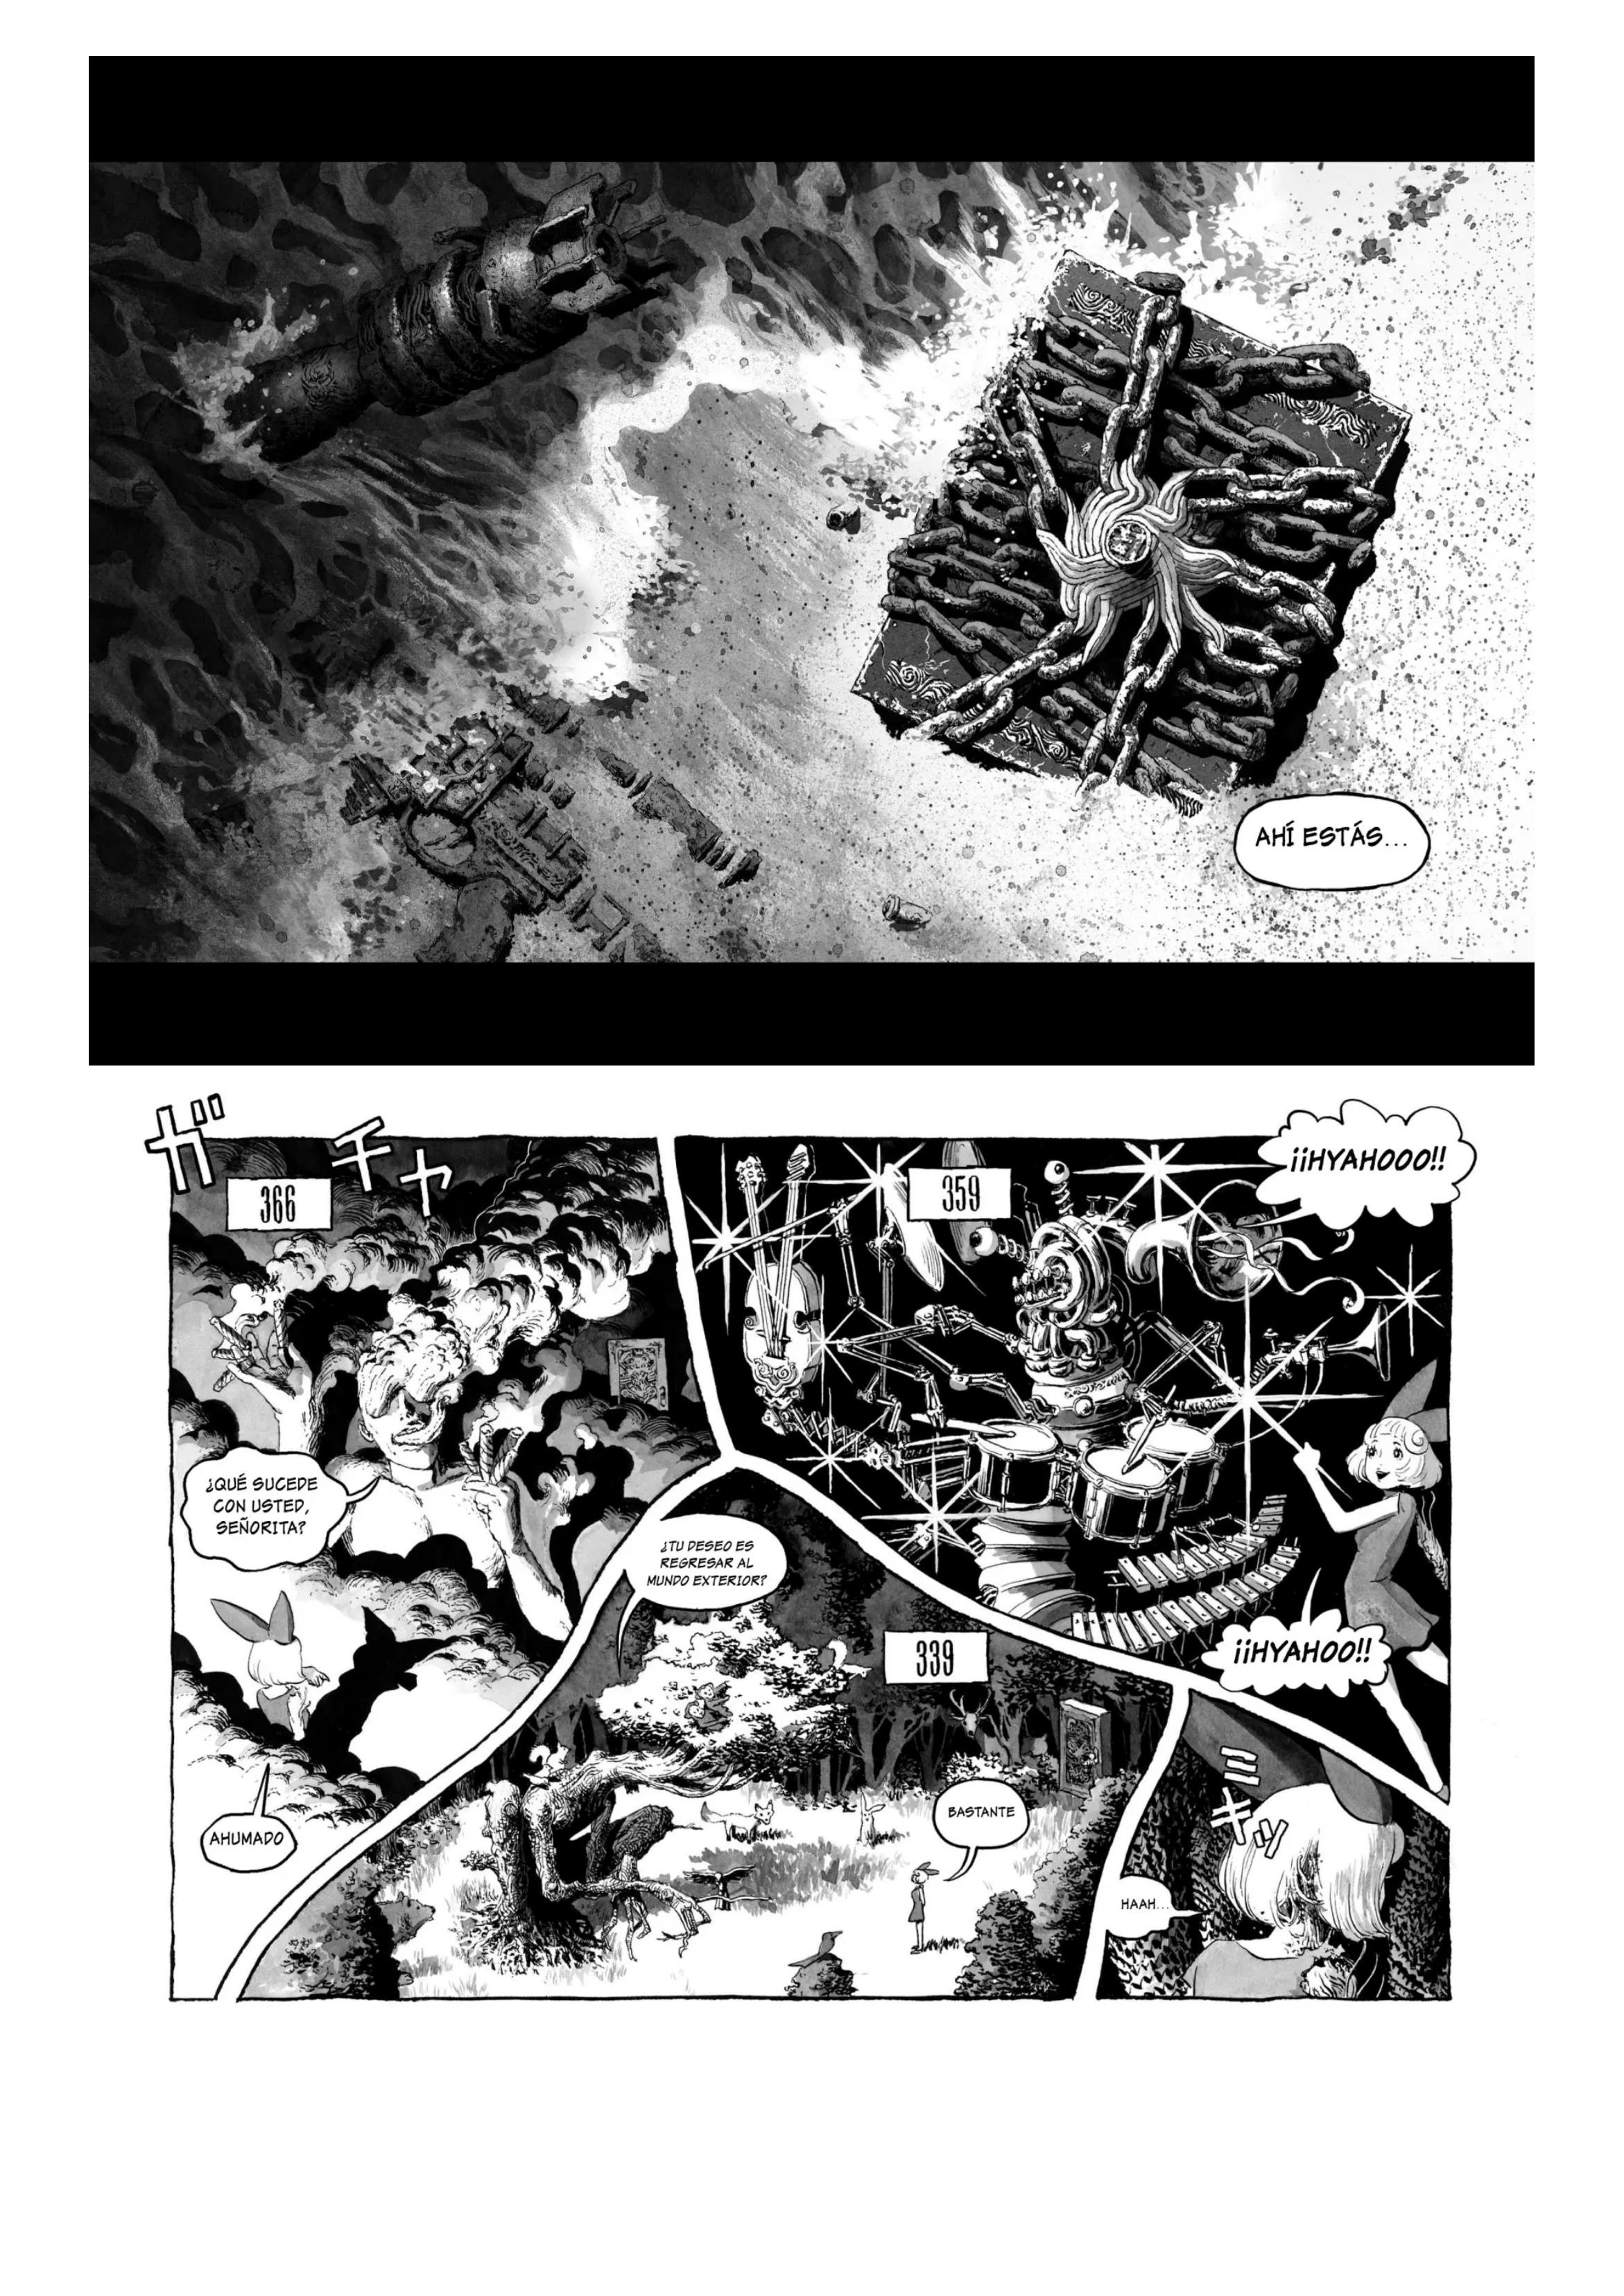 AHÍ ESTÁS...
ガチャ
366
¿QUÉ SUCEDE
CON USTED,
SEÑORITA?
AHUMADO
359
¡¡HYAHOOO!!
¡¡HYAHOO!!
¿TU DESEO ES
REGRESAR AL
MUNDO EXTERIOR?
339
BASTANTE
ミキッ
HAAH...